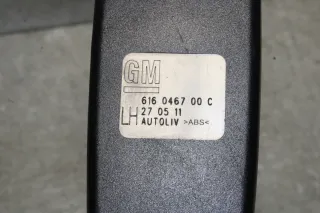 GM
616 0467 00 C
LH 27 05 11
AUTOLIV >ABS<